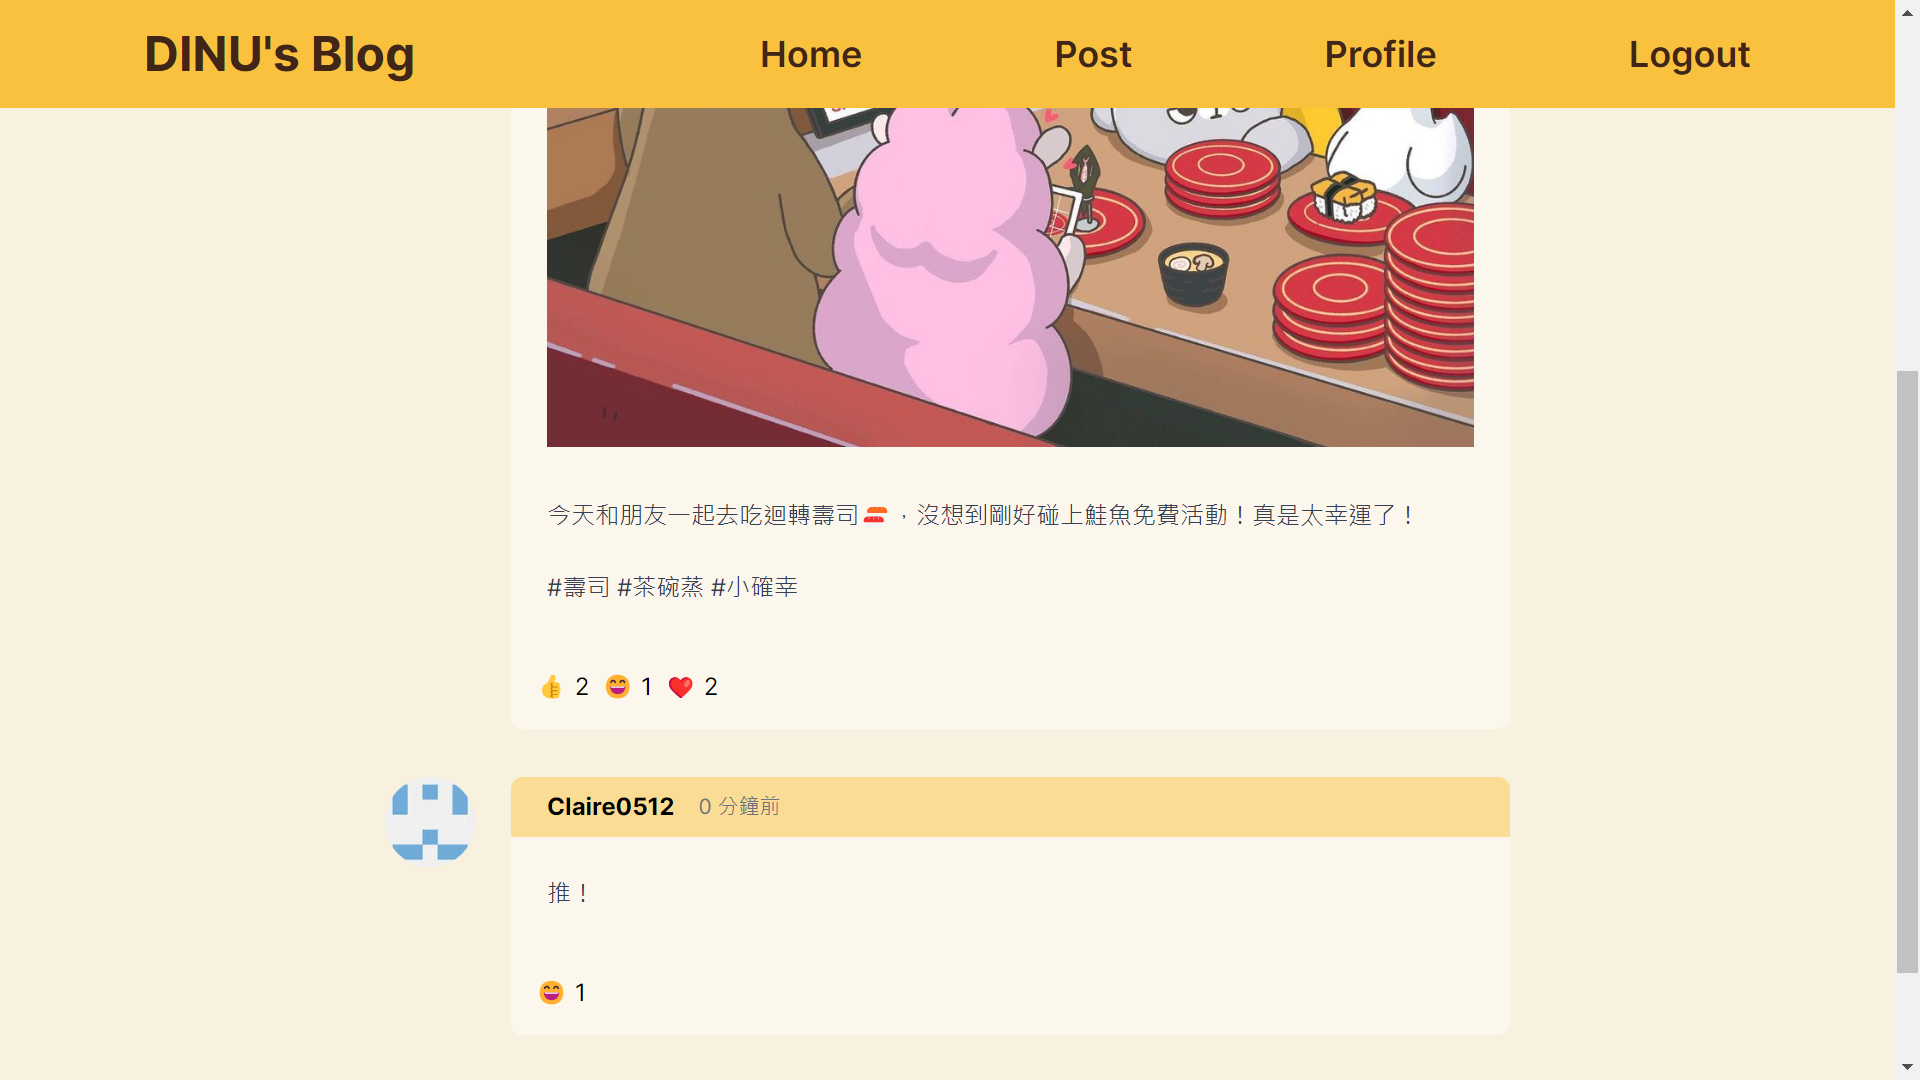 DINU's Blog Home Post Profile Logout
今天和朋友一起去吃迴轉壽司🍣，沒想到剛好碰上鮭魚免費活動！真是太幸運了！
#壽司 #茶碗蒸 #小確幸
👍 2 😄 1 ❤️ 2
Claire0512 0 分鐘前
推！
😄 1